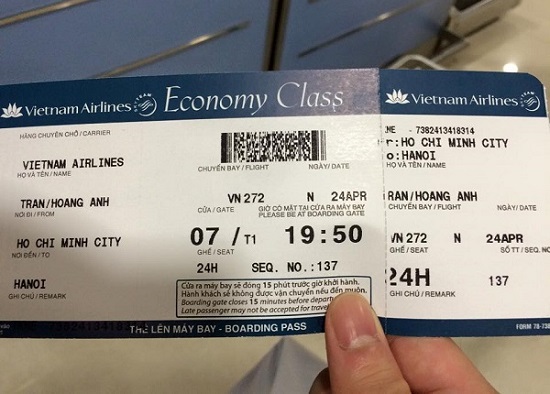 Vietnam Airlines SKYTEAM Economy Class
HÃNG CHUYÊN CHỞ / CARRIER
VIETNAM AIRLINES
HỌ VÀ TÊN / NAME
TRAN/HOANG ANH
NƠI ĐI / FROM
HO CHI MINH CITY
NƠI ĐẾN / TO
HANOI
GHI CHÚ / REMARK
CHUYẾN BAY / FLIGHT NGÀY / DATE
VN 272 N 24APR
CỬA / GATE GIỜ CÓ MẶT TẠI CỬA RA MÁY BAY
PLEASE BE AT BOARDING GATE
07 / T1 19:50
GHẾ / SEAT
24H SEQ. NO.: 137
Cửa ra máy bay sẽ đóng 15 phút trước giờ khởi hành.
Hành khách sẽ không được vận chuyển nếu đến muộn.
Boarding gate closes 15 minutes before
Late passenger may not be accepted for
THẺ LÊN MÁY BAY - BOARDING PASS
Vietnam Airlines
- 7382413418314
HO CHI MINH CITY
HANOI
HỌ VÀ TÊN / NAME
TRAN/HOANG ANH
CHUYẾN BAY / FLIGHT NGÀY / DATE
VN 272 N 24APR
GHẾ / SEAT SỐ TT / SEQ. NO.
24H 137
GHI CHÚ / REMARK